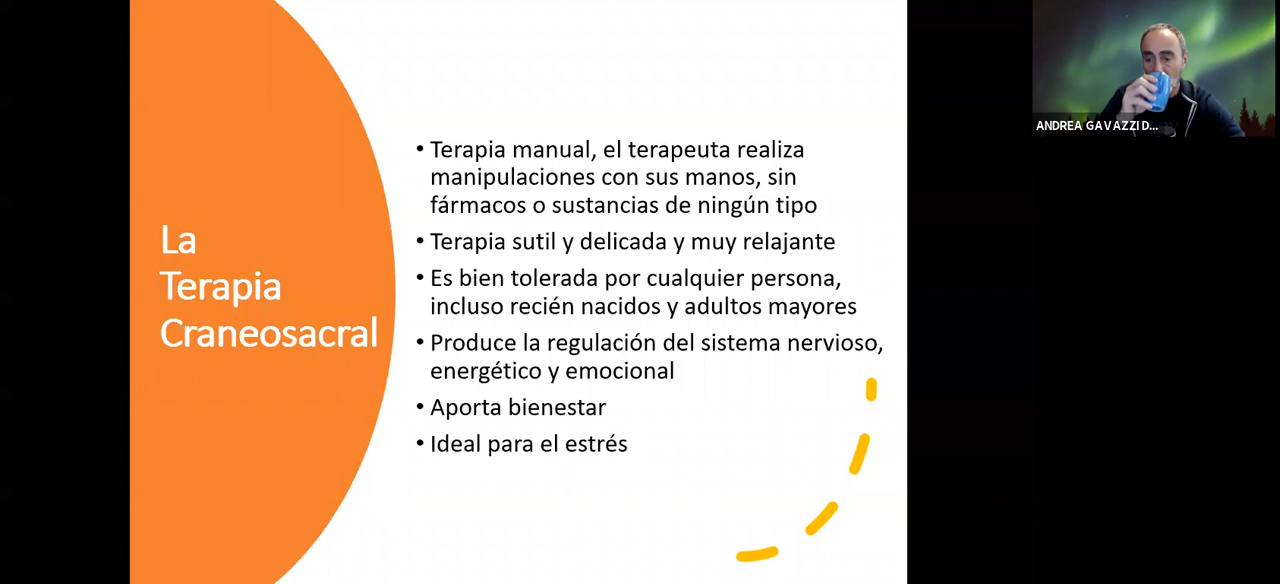 La
Terapia
Craneosacral
• Terapia manual, el terapeuta realiza
manipulaciones con sus manos, sin
fármacos o sustancias de ningún tipo
• Terapia sutil y delicada y muy relajante
• Es bien tolerada por cualquier persona,
incluso recién nacidos y adultos mayores
• Produce la regulación del sistema nervioso,
energético y emocional
• Aporta bienestar
• Ideal para el estrés
ANDREA GAVAZZI D...